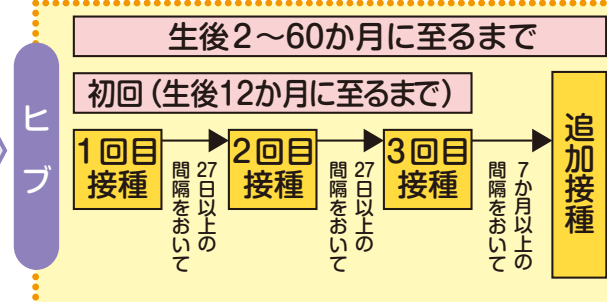 ヒブ
生後2～60か月に至るまで
初回（生後12か月に至るまで）
1回目
接種
27日以上の
間隔をおいて
2回目
接種
27日以上の
間隔をおいて
3回目
接種
7か月以上の
間隔をおいて
追加接種